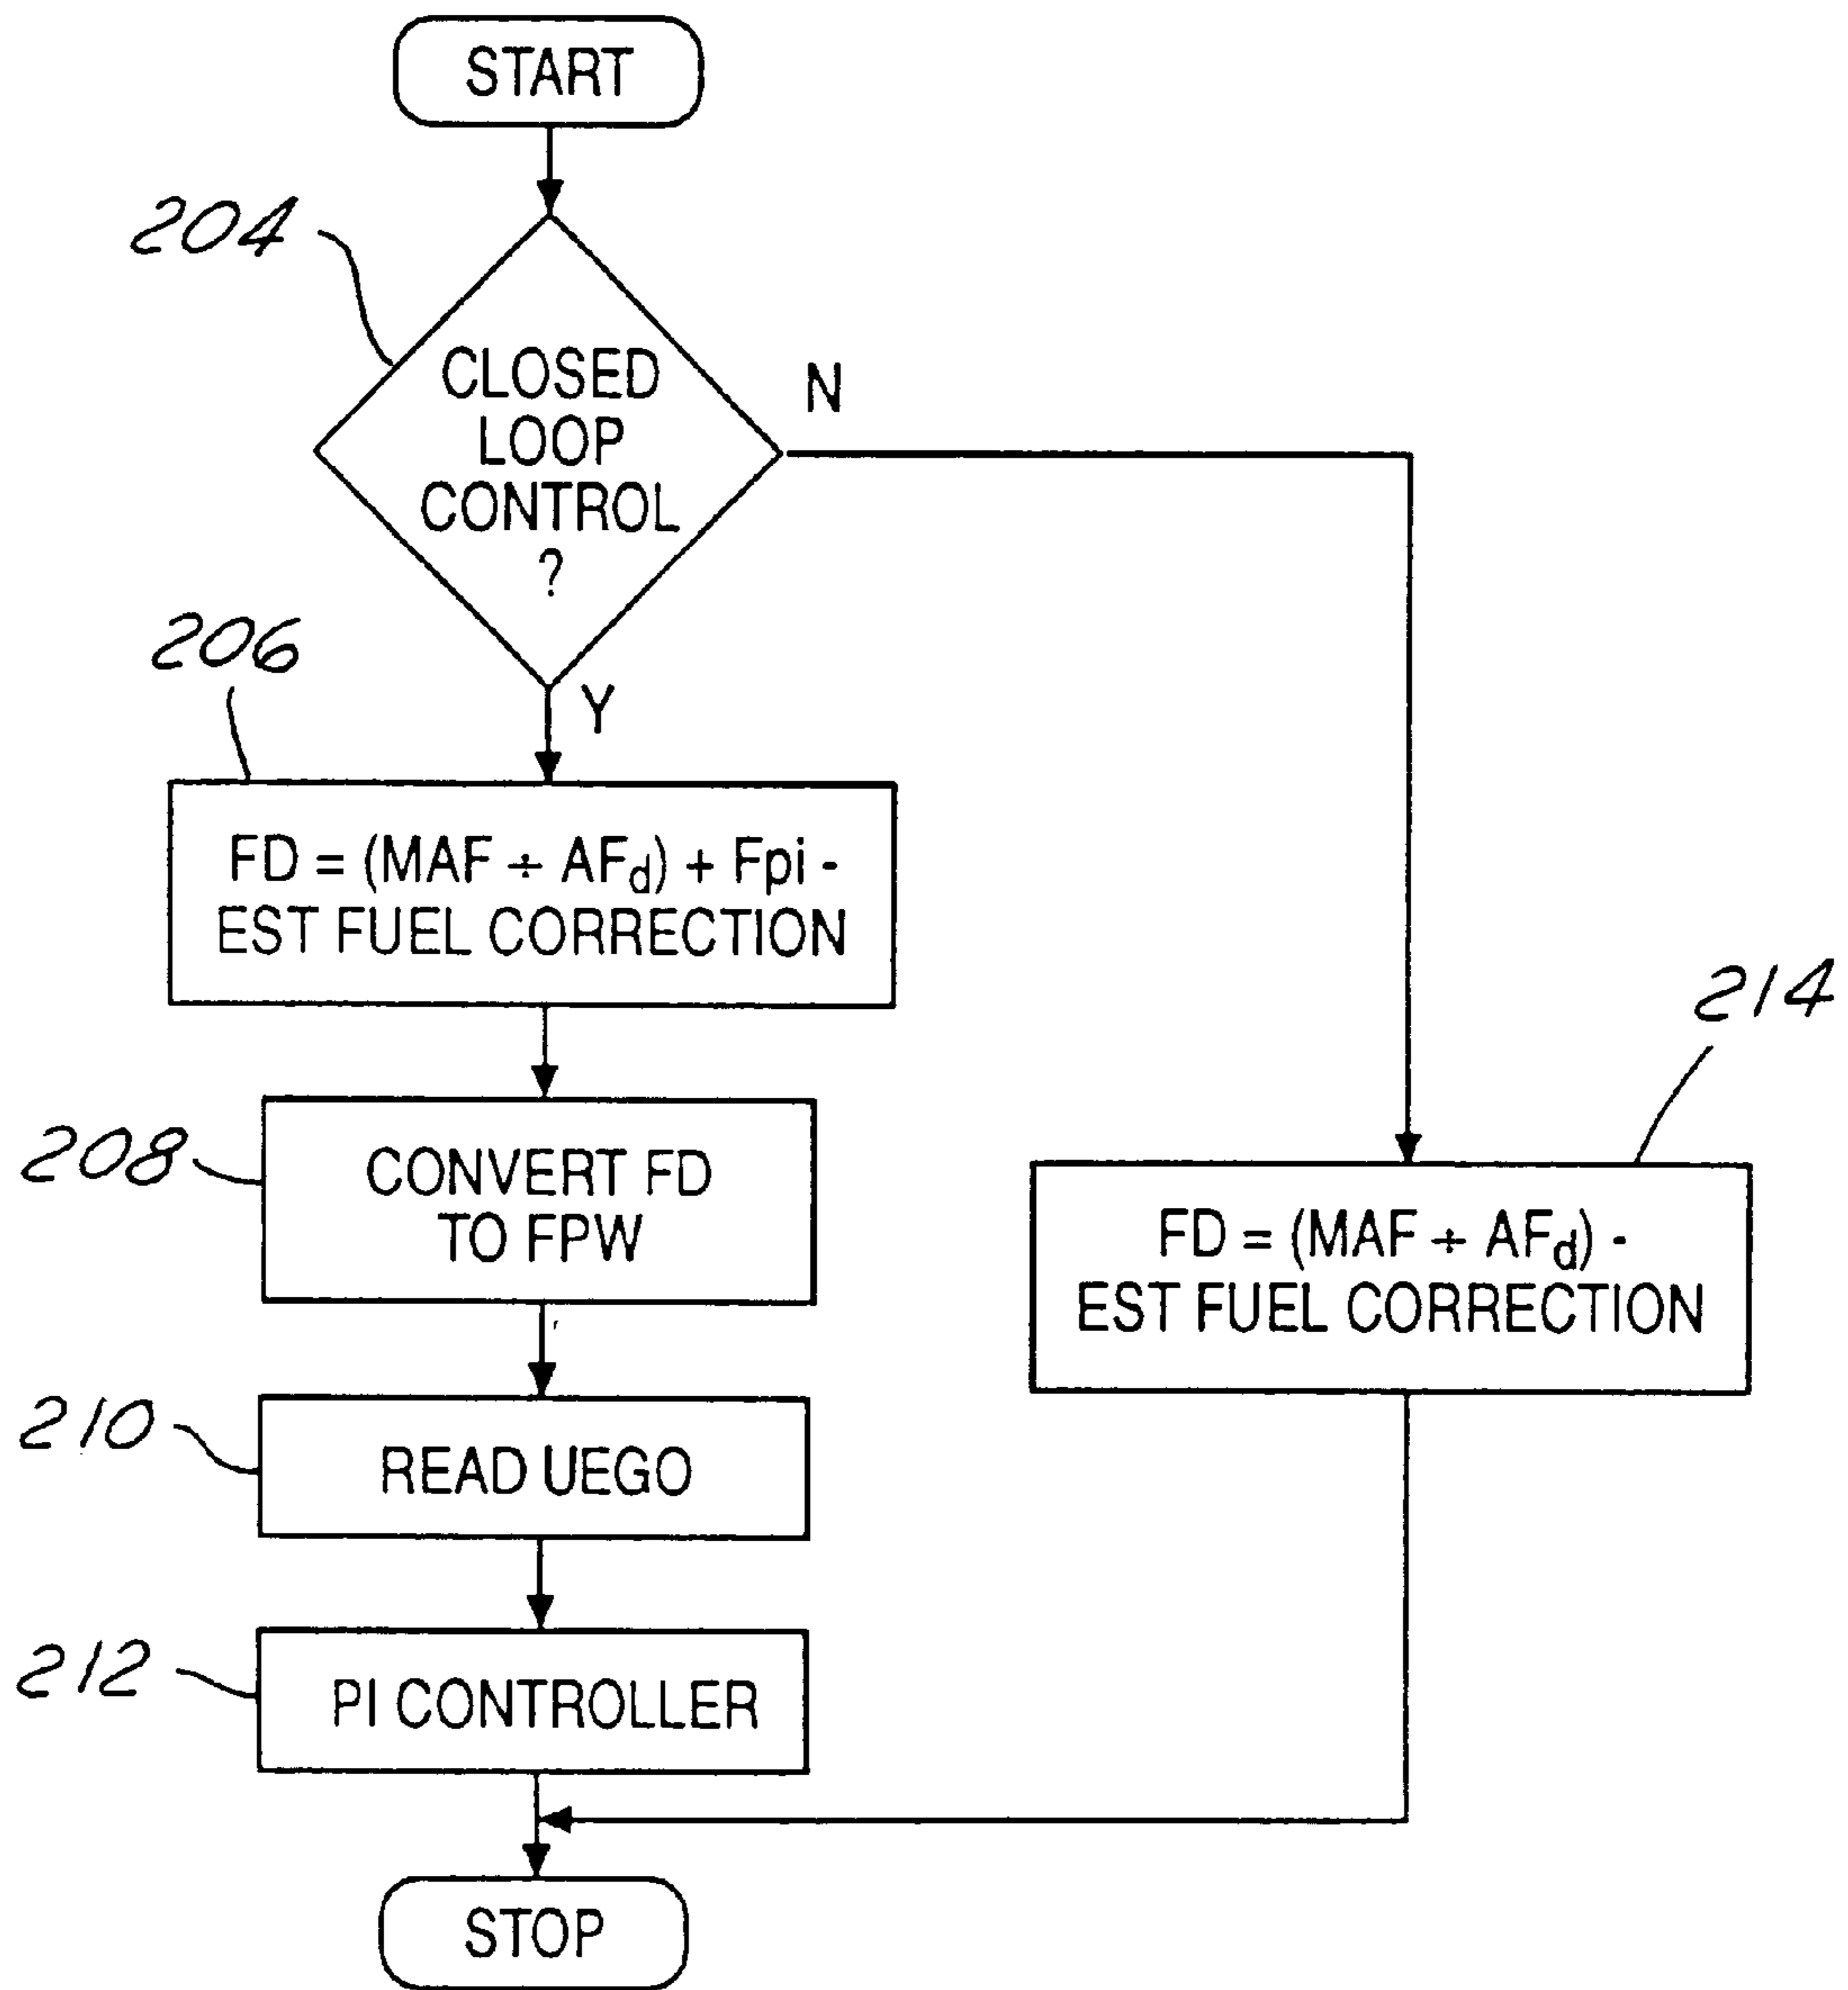 START
204
CLOSED
LOOP
CONTROL
?
N
Y
206
FD = (MAF ÷ AFd) + Fpi -
EST FUEL CORRECTION
208
CONVERT FD
TO FPW
214
FD = (MAF ÷ AFd) -
EST FUEL CORRECTION
210
READ UEGO
212
PI CONTROLLER
STOP